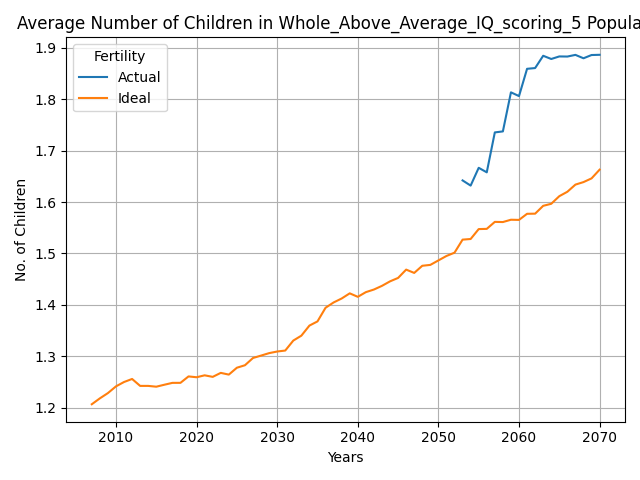 Average Number of Children in Whole_Above_Average_IQ_scoring_5 Popula
Fertility
Actual
Ideal
No. of Children
1.9
1.8
1.7
1.6
1.5
1.4
1.3
1.2
2010 2020 2030 2040 2050 2060 2070
Years